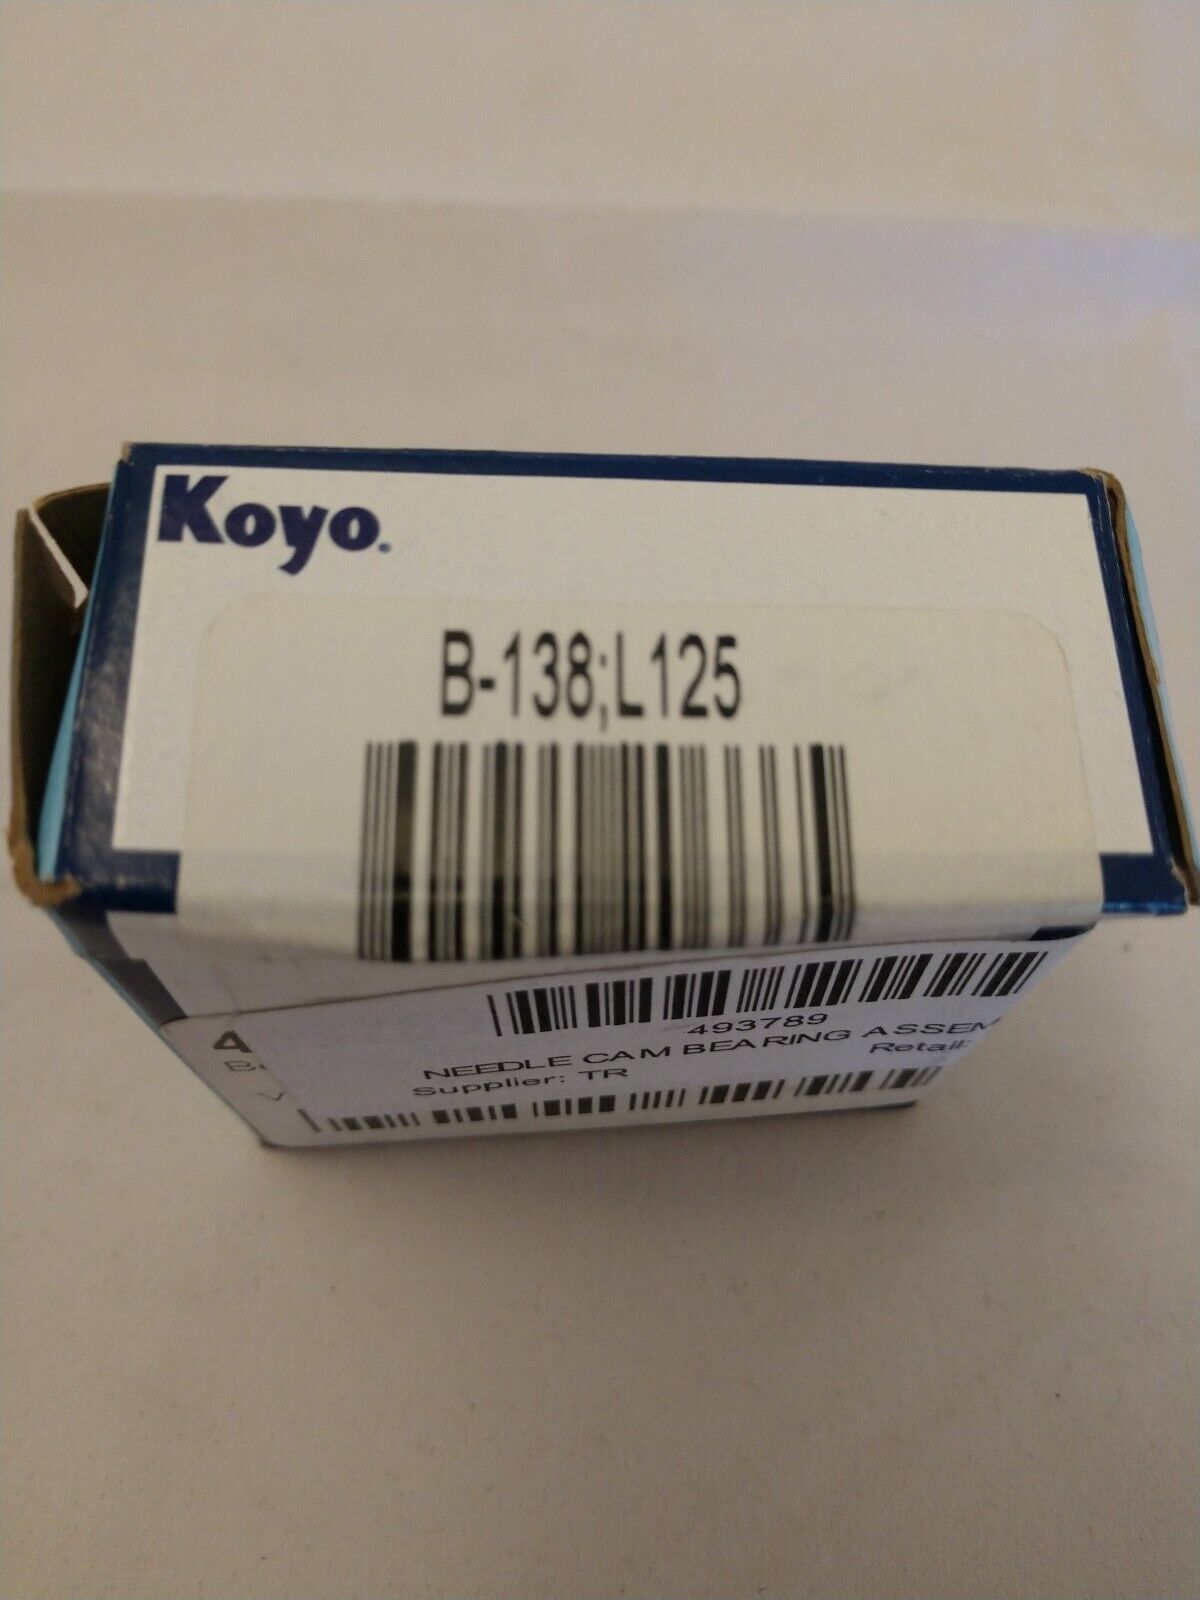 Koyo.
B-138;L125
493789
NEEDLE CAM BEARING ASSEM
Retail:
Supplier: TR